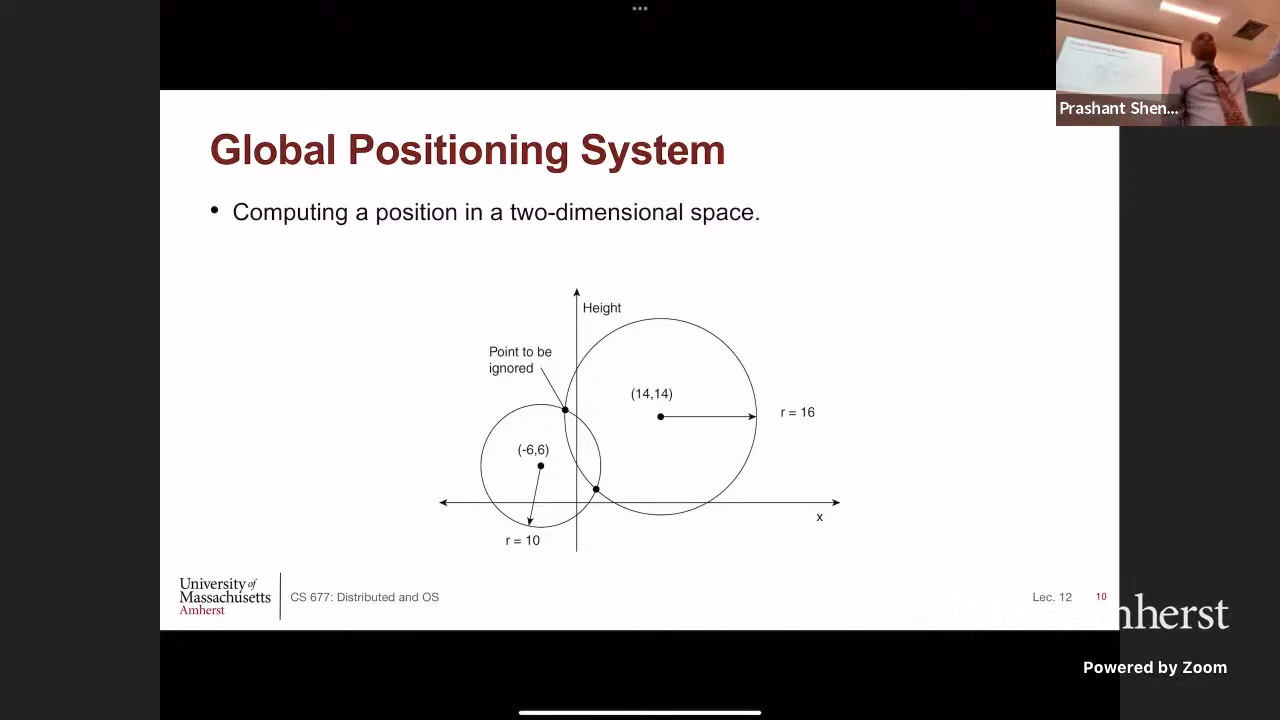 Prashant Shen...
Global Positioning System
• Computing a position in a two-dimensional space.
Height
Point to be
ignored
(14,14)
r = 16
(-6,6)
x
r = 10
University of
Massachusetts
Amherst
CS 677: Distributed and OS
Lec. 12
10
UMassAmherst
Powered by Zoom